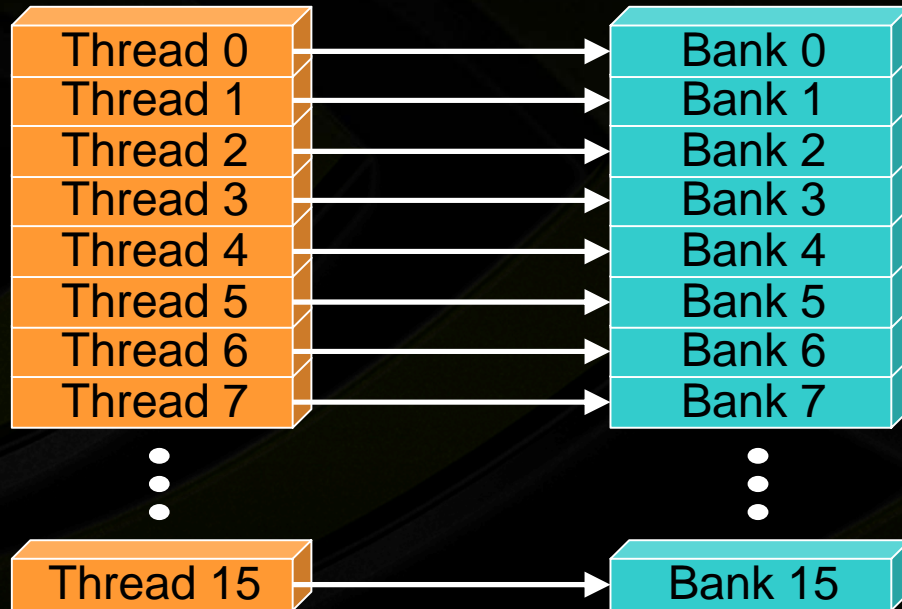 Thread 0 Bank 0
Thread 1 Bank 1
Thread 2 Bank 2
Thread 3 Bank 3
Thread 4 Bank 4
Thread 5 Bank 5
Thread 6 Bank 6
Thread 7 Bank 7
Thread 15 Bank 15